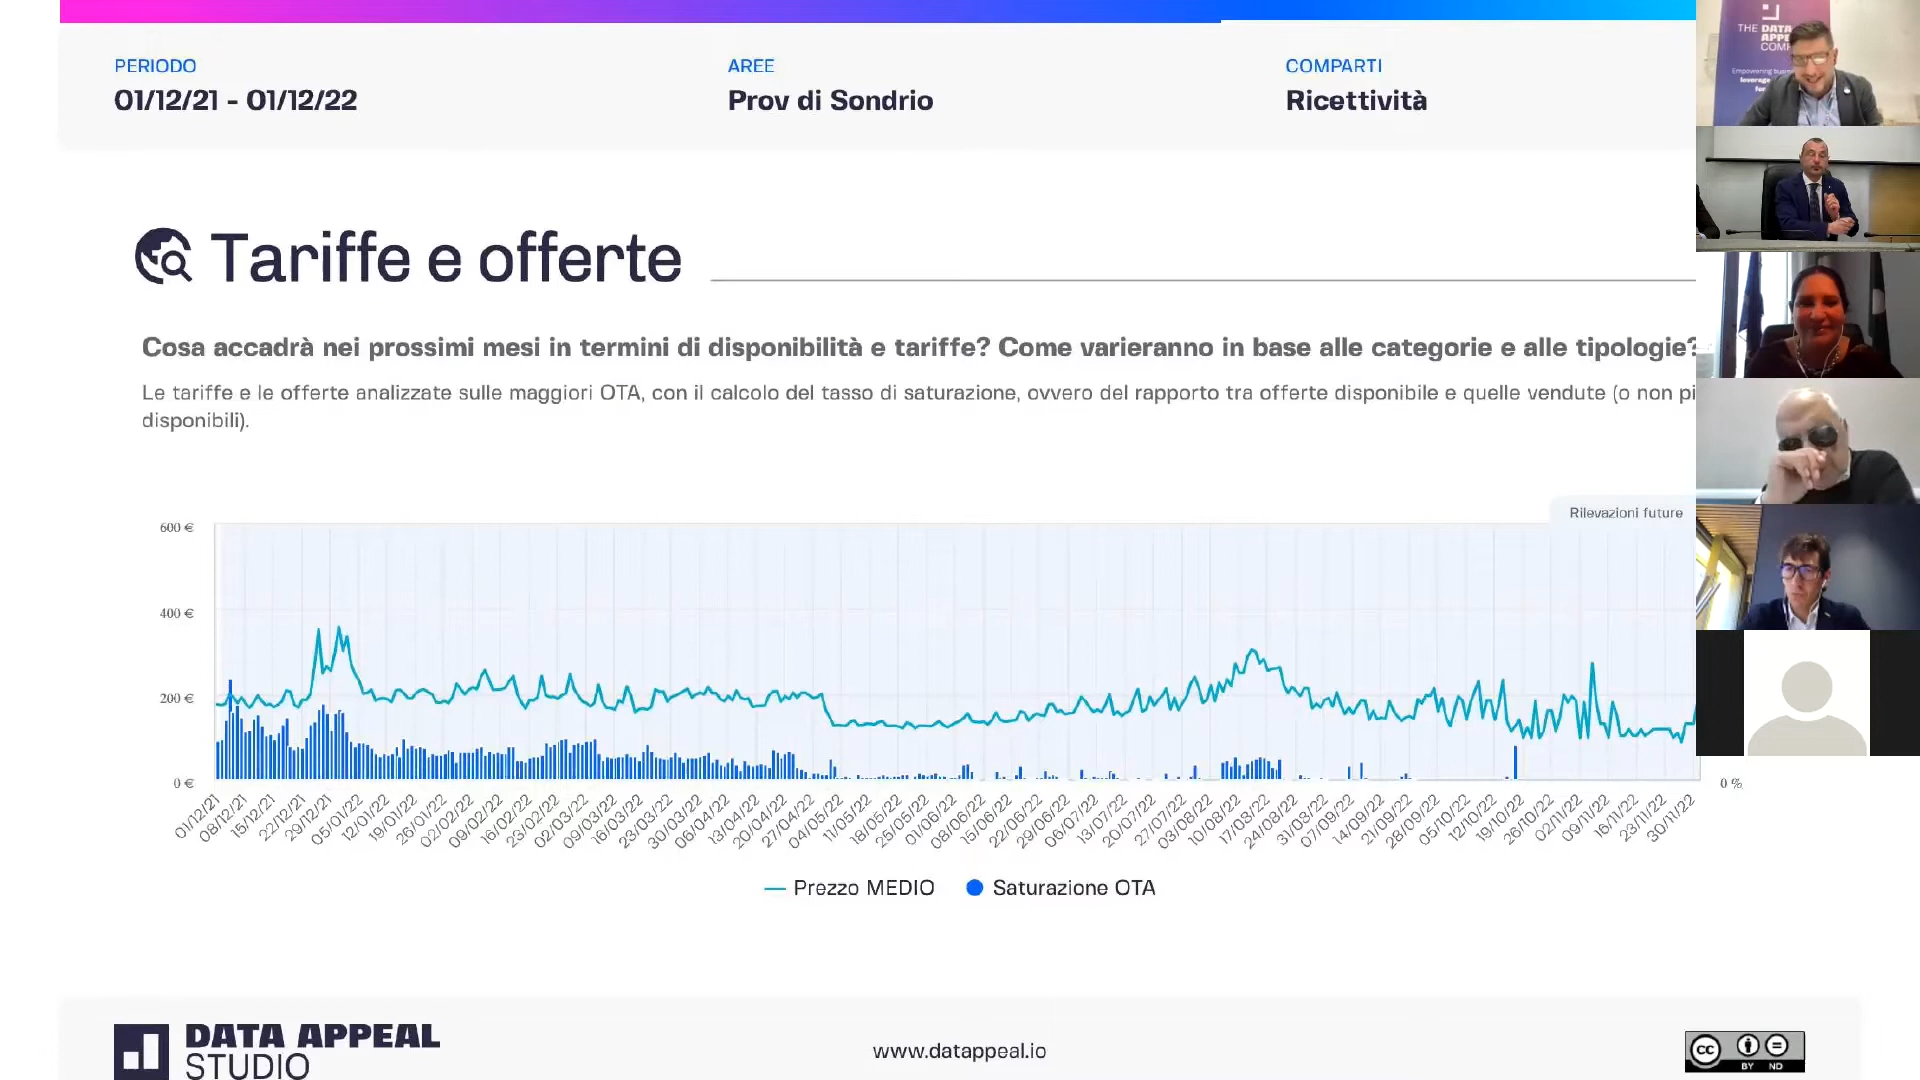 PERIODO
01/12/21 - 01/12/22
AREE
Prov di Sondrio
COMPARTI
Ricettività
THE DATA
COM
Tariffe e offerte
Cosa accadrà nei prossimi mesi in termini di disponibilità e tariffe? Come varieranno in base alle categorie e alle tipologie?
Le tariffe e le offerte analizzate sulle maggiori OTA, con il calcolo del tasso di saturazione, ovvero del rapporto tra offerte disponibile e quelle vendute (o non pi
disponibili).
Rilevazioni future
600 €
400 €
200 €
0 €
0 %
01/12/21 08/12/21 15/12/21 22/12/21 29/12/21 05/01/22 12/01/22 19/01/22 26/01/22 02/02/22 09/02/22 16/02/22 23/02/22 02/03/22 09/03/22 16/03/22 23/03/22 30/03/22 06/04/22 13/04/22 20/04/22 27/04/22 04/05/22 11/05/22 18/05/22 25/05/22 01/06/22 08/06/22 15/06/22 22/06/22 29/06/22 06/07/22 13/07/22 20/07/22 27/07/22 03/08/22 10/08/22 17/03/22 24/08/22 31/03/22 07/09/22 14/09/22 21/09/22 28/09/22 05/10/22 12/10/22 19/10/22 26/10/22 02/11/22 09/11/22 16/11/22 23/11/22 30/11/22
Prezzo MEDIO
Saturazione OTA
DATA APPEAL
STUDIO
www.datappeal.io
cc
BY ND